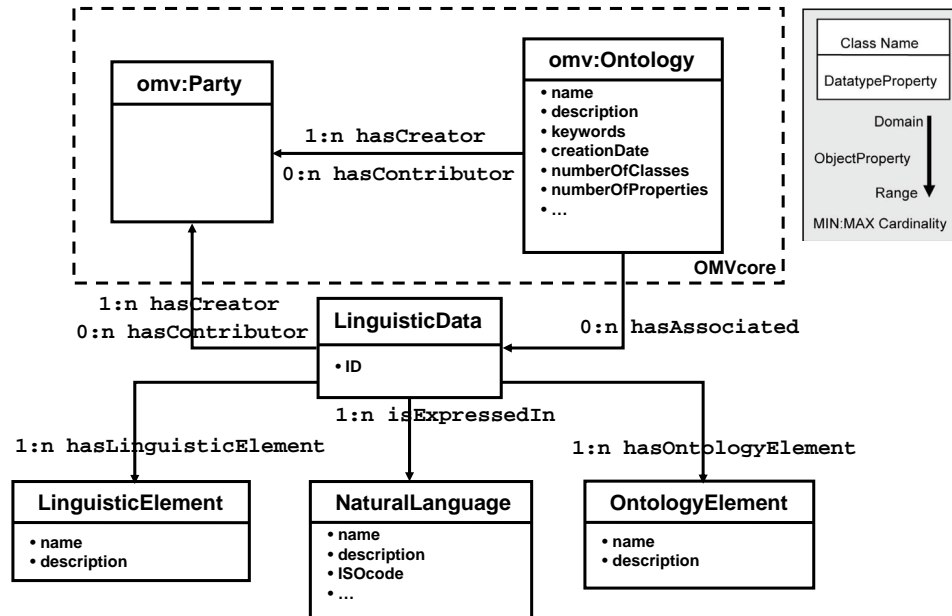 omv:Party
omv:Ontology
• name
• description
• keywords
• creationDate
• numberOfClasses
• numberOfProperties
• ...
1:n hasCreator
0:n hasContributor
OMVcore
Class Name
DatatypeProperty
Domain
ObjectProperty
Range
MIN:MAX Cardinality
1:n hasCreator
0:n hasContributor
LinguisticData
• ID
0:n hasAssociated
1:n isExpressedIn
1:n hasLinguisticElement
1:n hasOntologyElement
LinguisticElement
• name
• description
NaturalLanguage
• name
• description
• ISOcode
• ...
OntologyElement
• name
• description